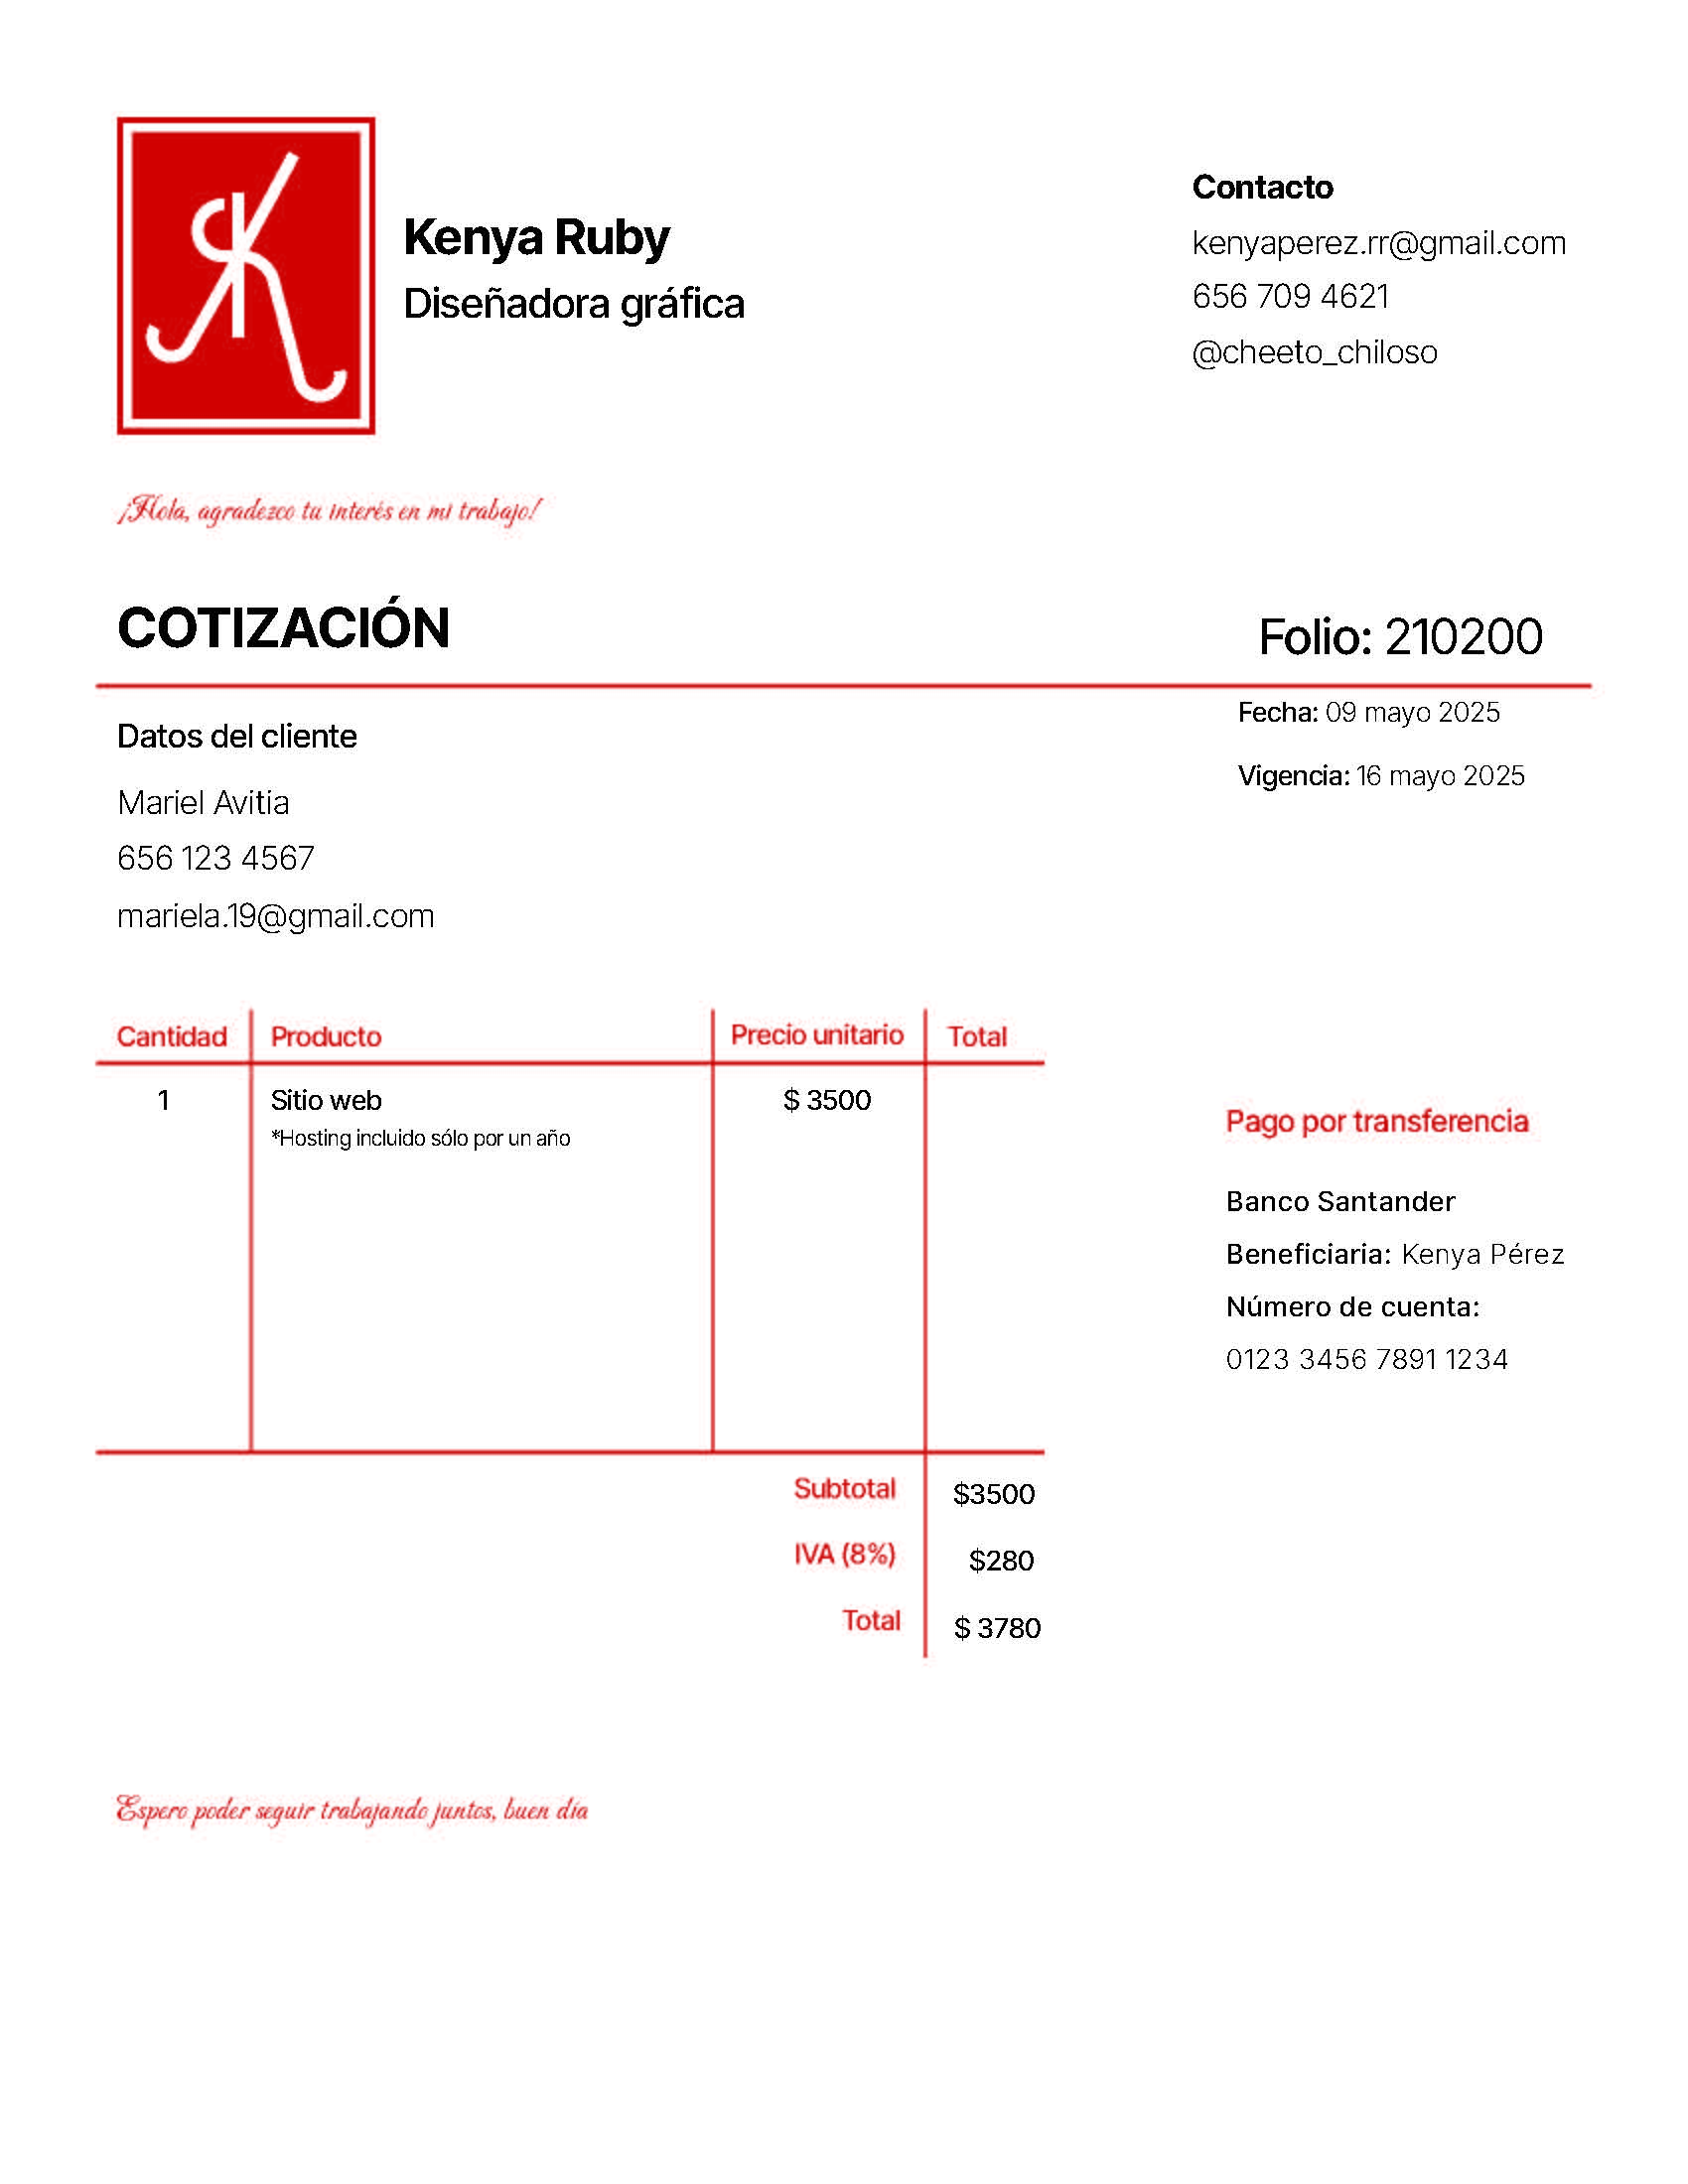 Kenya Ruby
Diseñadora gráfica
Contacto
kenyaperez.rr@gmail.com
656 709 4621
@cheeto_chiloso
¡Hola, agradezco tu interés en mi trabajo!
COTIZACIÓN
Folio: 210200
Fecha: 09 mayo 2025
Vigencia: 16 mayo 2025
Datos del cliente
Mariel Avitia
656 123 4567
mariela.19@gmail.com
Cantidad Producto Precio unitario Total
1 Sitio web $ 3500
*Hosting incluido sólo por un año
Subtotal $3500
IVA (8%) $280
Total $ 3780
Pago por transferencia
Banco Santander
Beneficiaria: Kenya Pérez
Número de cuenta:
0123 3456 7891 1234
Espero poder seguir trabajando juntos, buen día